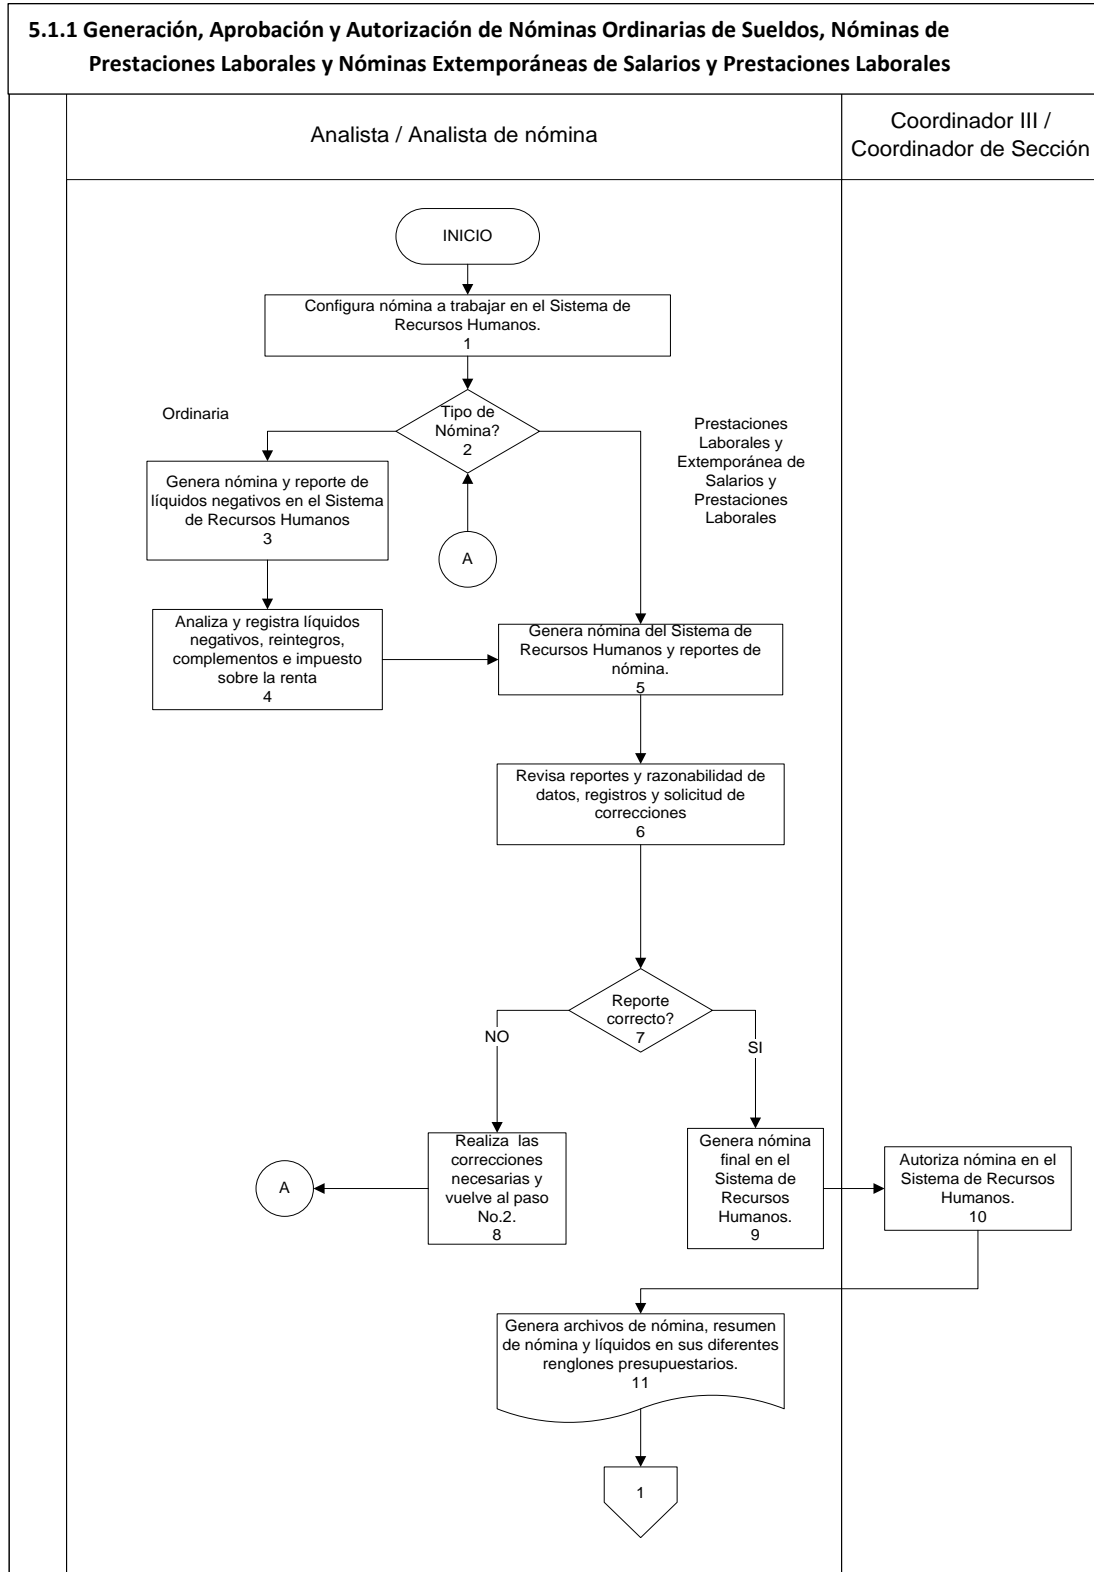 5.1.1 Generación, Aprobación y Autorización de Nóminas Ordinarias de Sueldos, Nóminas de
Prestaciones Laborales y Nóminas Extemporáneas de Salarios y Prestaciones Laborales
Analista / Analista de nómina
Coordinador III /
Coordinador de Sección
INICIO
Configura nómina a trabajar en el Sistema de
Recursos Humanos.
1
Ordinaria
Tipo de
Nómina?
2
Prestaciones
Laborales y
Extemporánea de
Salarios y
Prestaciones
Laborales
Genera nómina y reporte de
líquidos negativos en el Sistema
de Recursos Humanos
3
A
Analiza y registra líquidos
negativos, reintegros,
complementos e impuesto
sobre la renta
4
Genera nómina del Sistema de
Recursos Humanos y reportes de
nómina.
5
Revisa reportes y razonabilidad de
datos, registros y solicitud de
correcciones
6
Reporte
correcto?
7
NO
SI
A
Realiza las
correcciones
necesarias y
vuelve al paso
No.2.
8
Genera nómina
final en el
Sistema de
Recursos
Humanos.
9
Autoriza nómina en el
Sistema de Recursos
Humanos.
10
Genera archivos de nómina, resumen
de nómina y líquidos en sus diferentes
renglones presupuestarios.
11
1